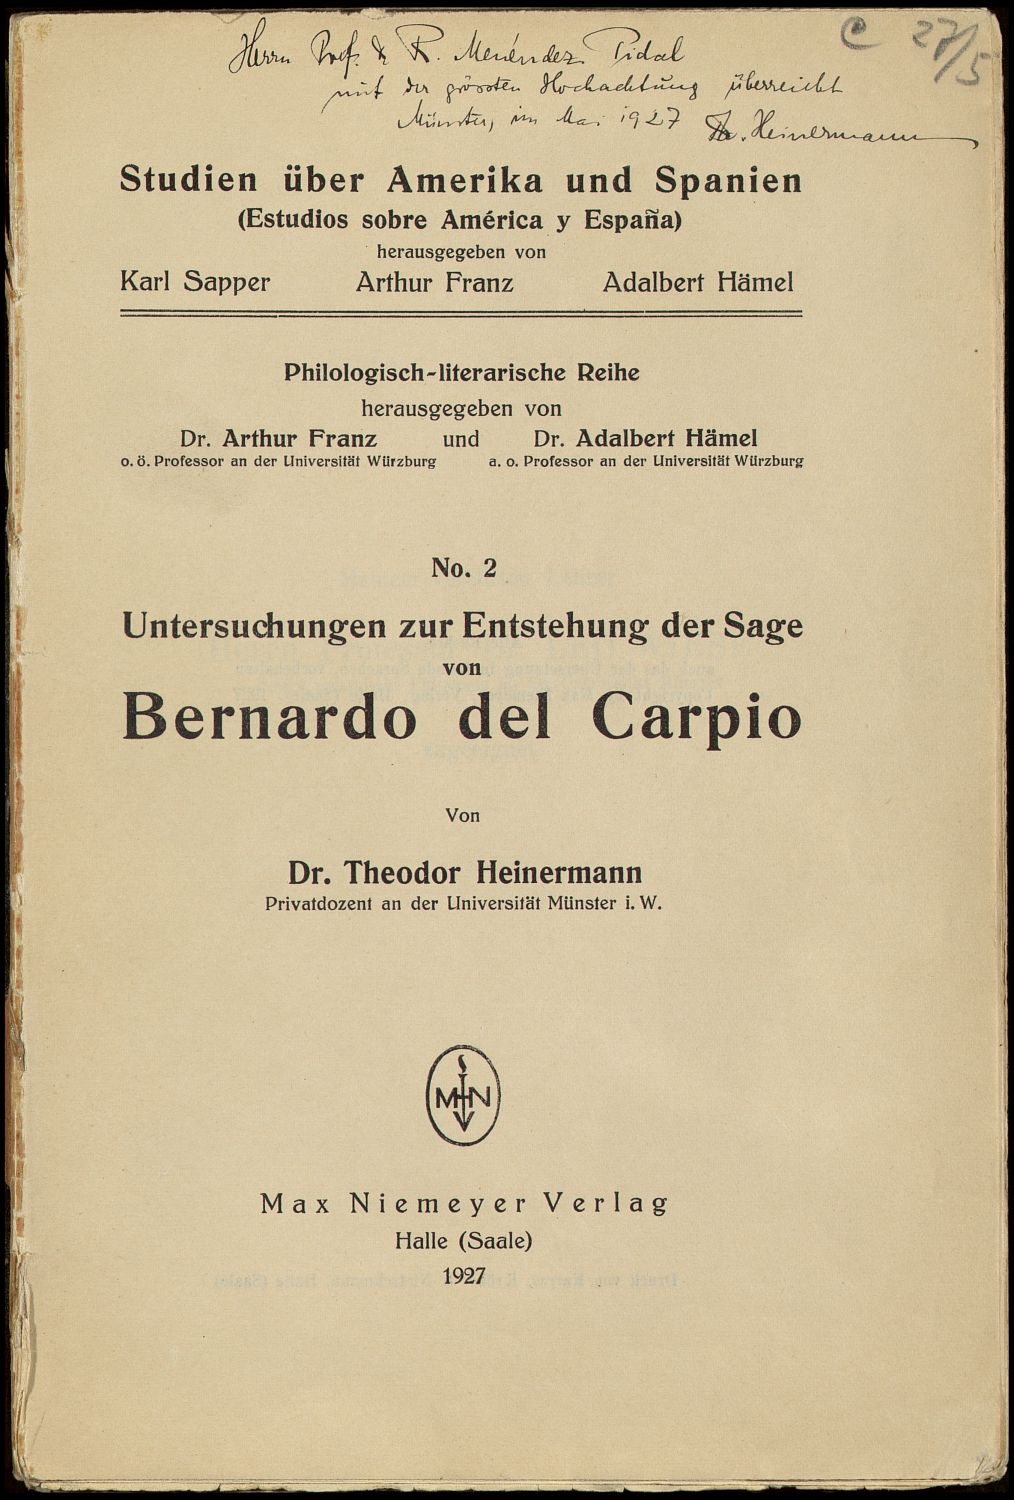 C 27/5
Herrn Prof. Dr. R. Menéndez Pidal
mit der grössten Hochachtung überreicht
Münster, im Mai 1927 Th. Heinermann
Studien über Amerika und Spanien
(Estudios sobre América y España)
herausgegeben von
Karl Sapper Arthur Franz Adalbert Hämel
Philologisch-literarische Reihe
herausgegeben von
Dr. Arthur Franz und Dr. Adalbert Hämel
o. ö. Professor an der Universität Würzburg a. o. Professor an der Universität Würzburg
No. 2
Untersuchungen zur Entstehung der Sage
von
Bernardo del Carpio
Von
Dr. Theodor Heinermann
Privatdozent an der Universität Münster i. W.
M N V
Max Niemeyer Verlag
Halle (Saale)
1927